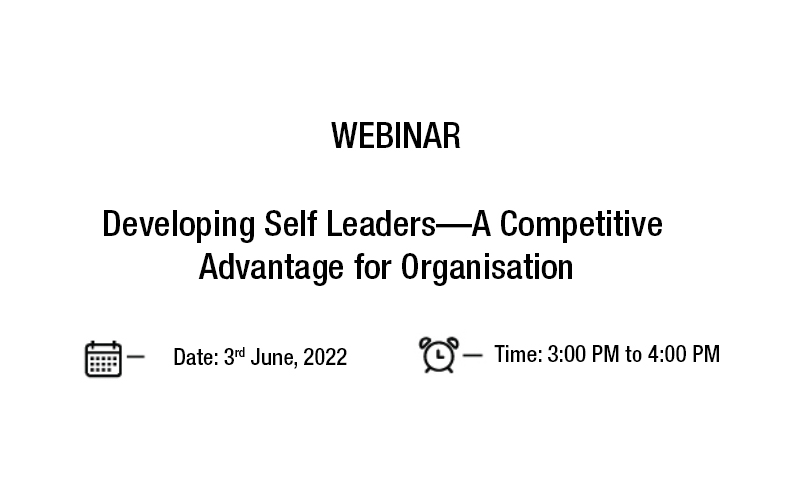 WEBINAR
Developing Self Leaders—A Competitive
Advantage for Organisation
Date: 3rd June, 2022
Time: 3:00 PM to 4:00 PM